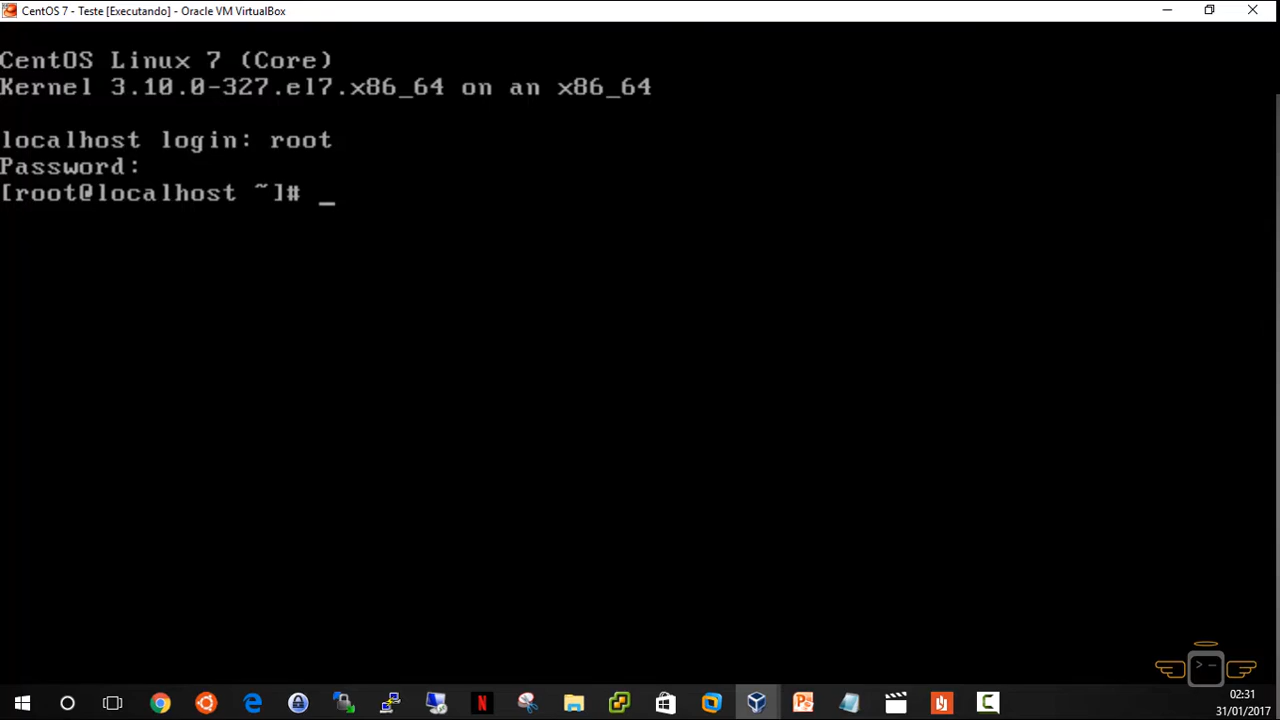 CentOS 7 - Teste [Executando] - Oracle VM VirtualBox
CentOS Linux 7 (Core)
Kernel 3.10.0-327.el7.x86_64 on an x86_64
localhost login: root
Password:
[root@localhost ~]# _
02:31
31/01/2017